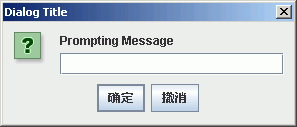 Dialog Title
Prompting Message
确定 撤消